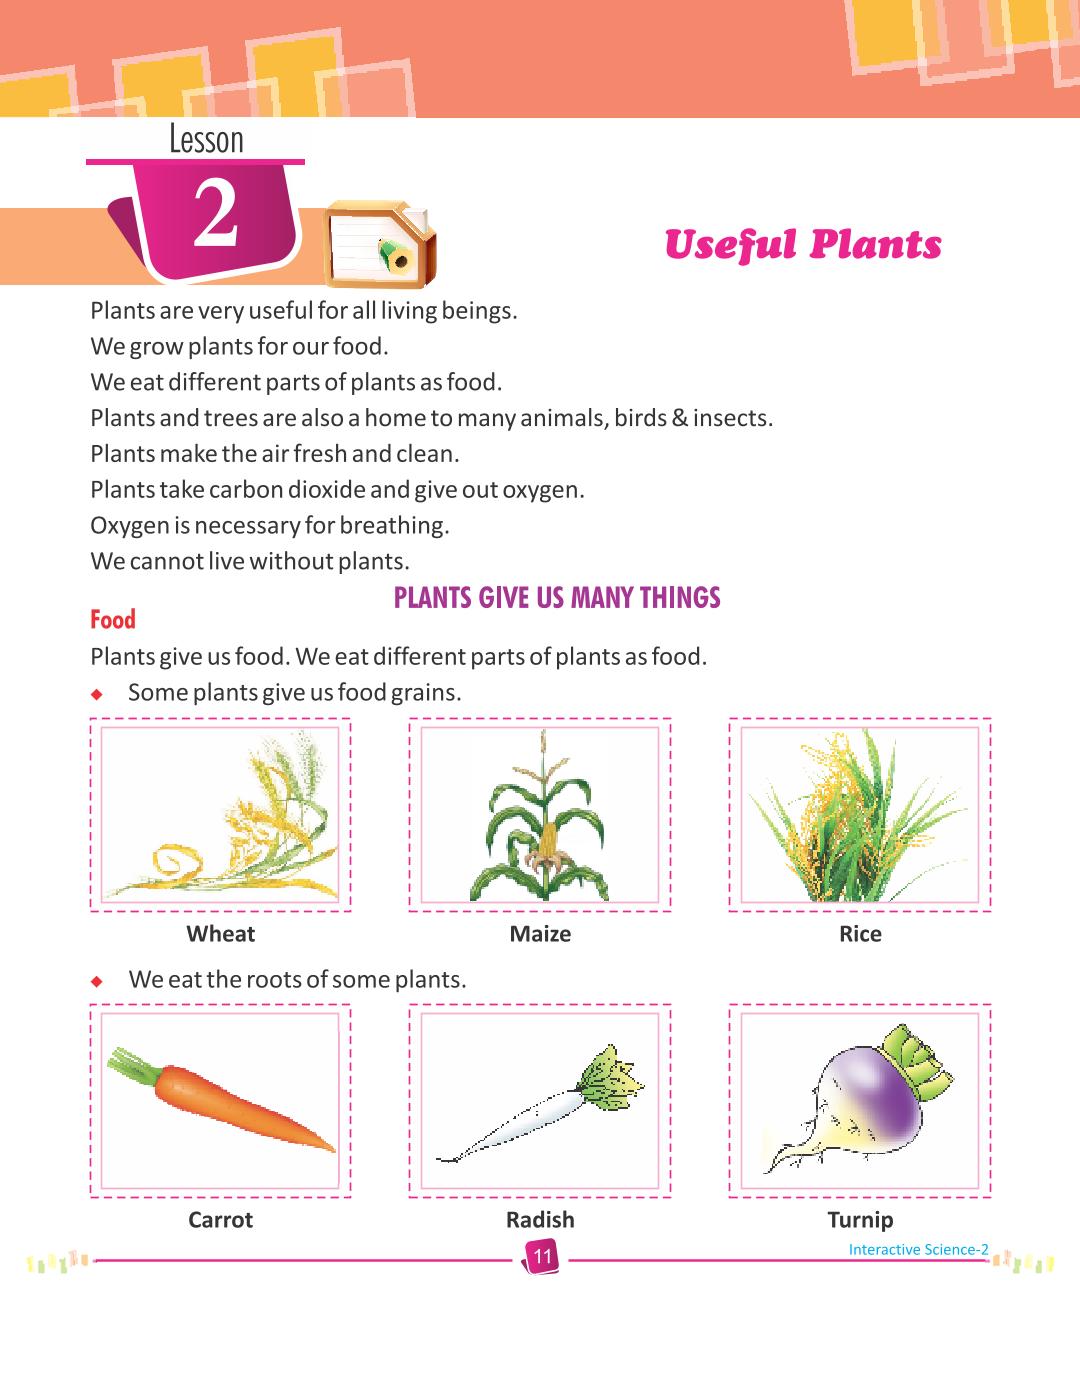 Lesson
2
Useful Plants
Plants are very useful for all living beings.
We grow plants for our food.
We eat different parts of plants as food.
Plants and trees are also a home to many animals, birds & insects.
Plants make the air fresh and clean.
Plants take carbon dioxide and give out oxygen.
Oxygen is necessary for breathing.
We cannot live without plants.
PLANTS GIVE US MANY THINGS
Food
Plants give us food. We eat different parts of plants as food.
◆ Some plants give us food grains.
Wheat Maize Rice
◆ We eat the roots of some plants.
Carrot Radish Turnip
Interactive Science-2
11